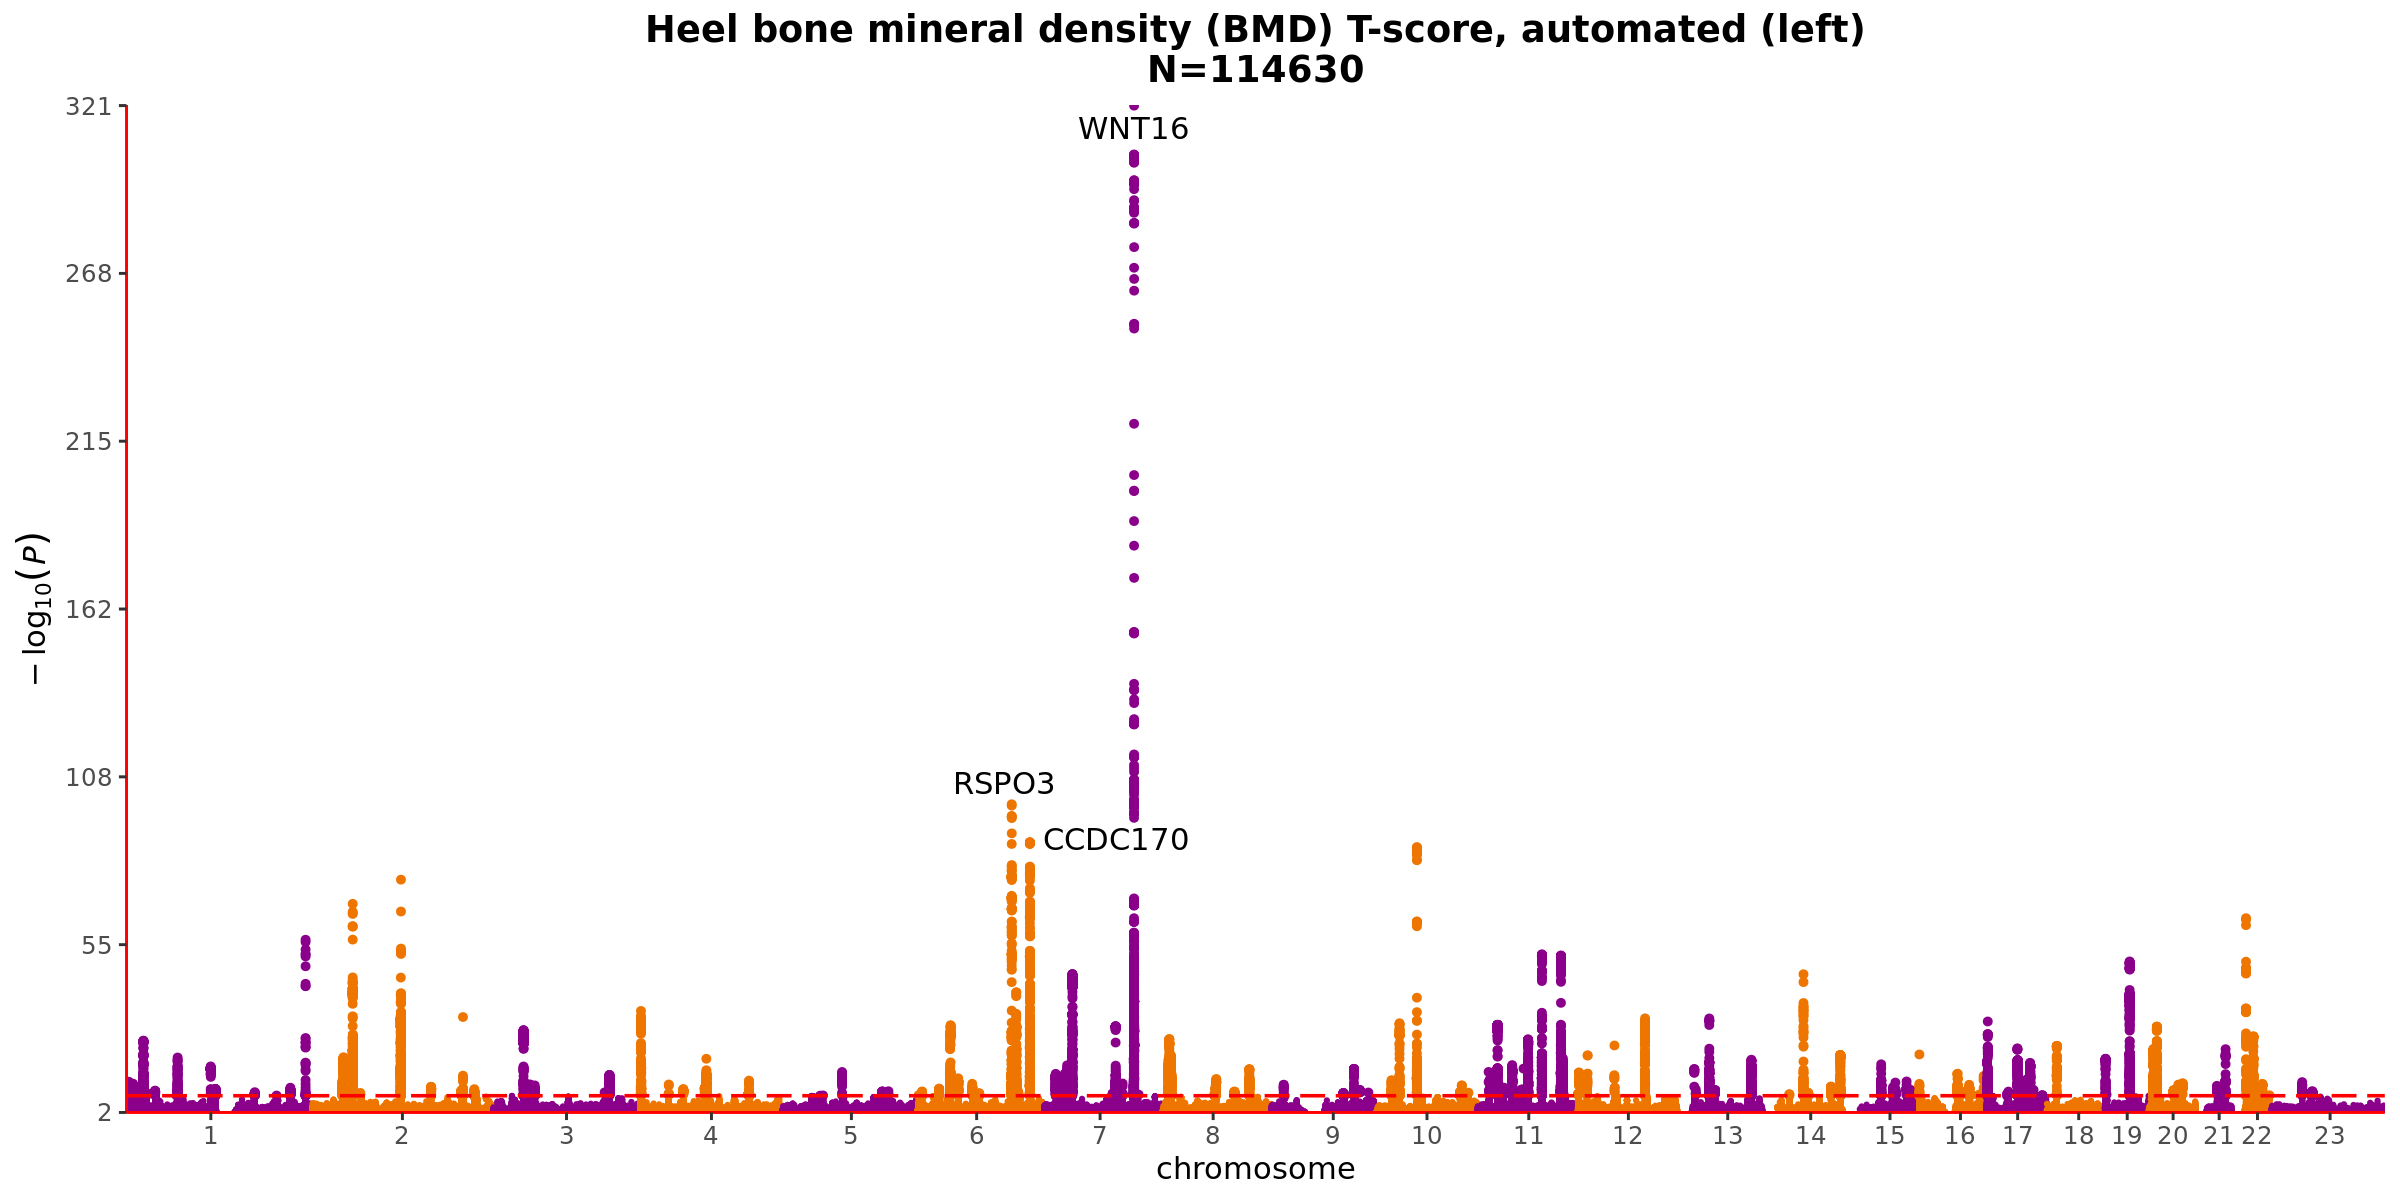 Heel bone mineral density (BMD) T-score, automated (left)
N=114630
321
268
215
162
108
55
2
−log10(P)
WNT16
RSPO3
CCDC170
1 2 3 4 5 6 7 8 9 10 11 12 13 14 15 16 17 18 19 20 21 22 23
chromosome